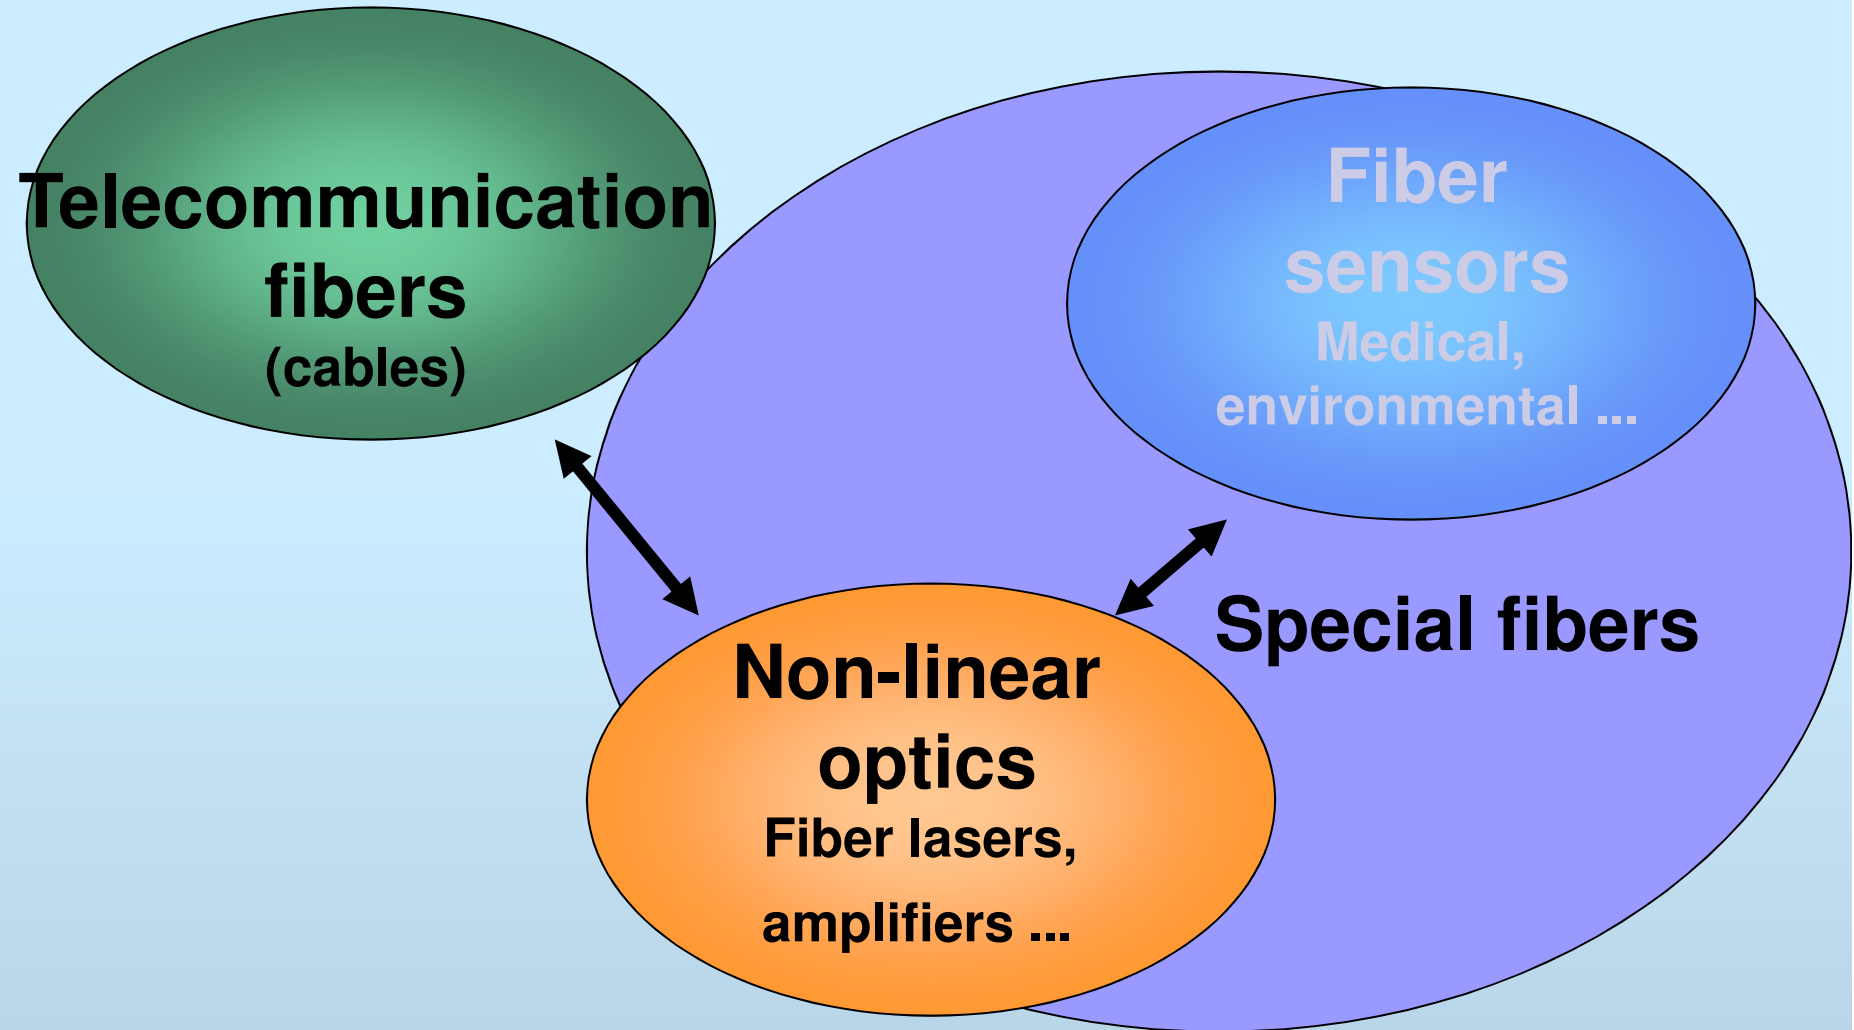 Telecommunication
fibers
(cables)
Fiber
sensors
Medical,
environmental ...
Special fibers
Non-linear
optics
Fiber lasers,
amplifiers ...